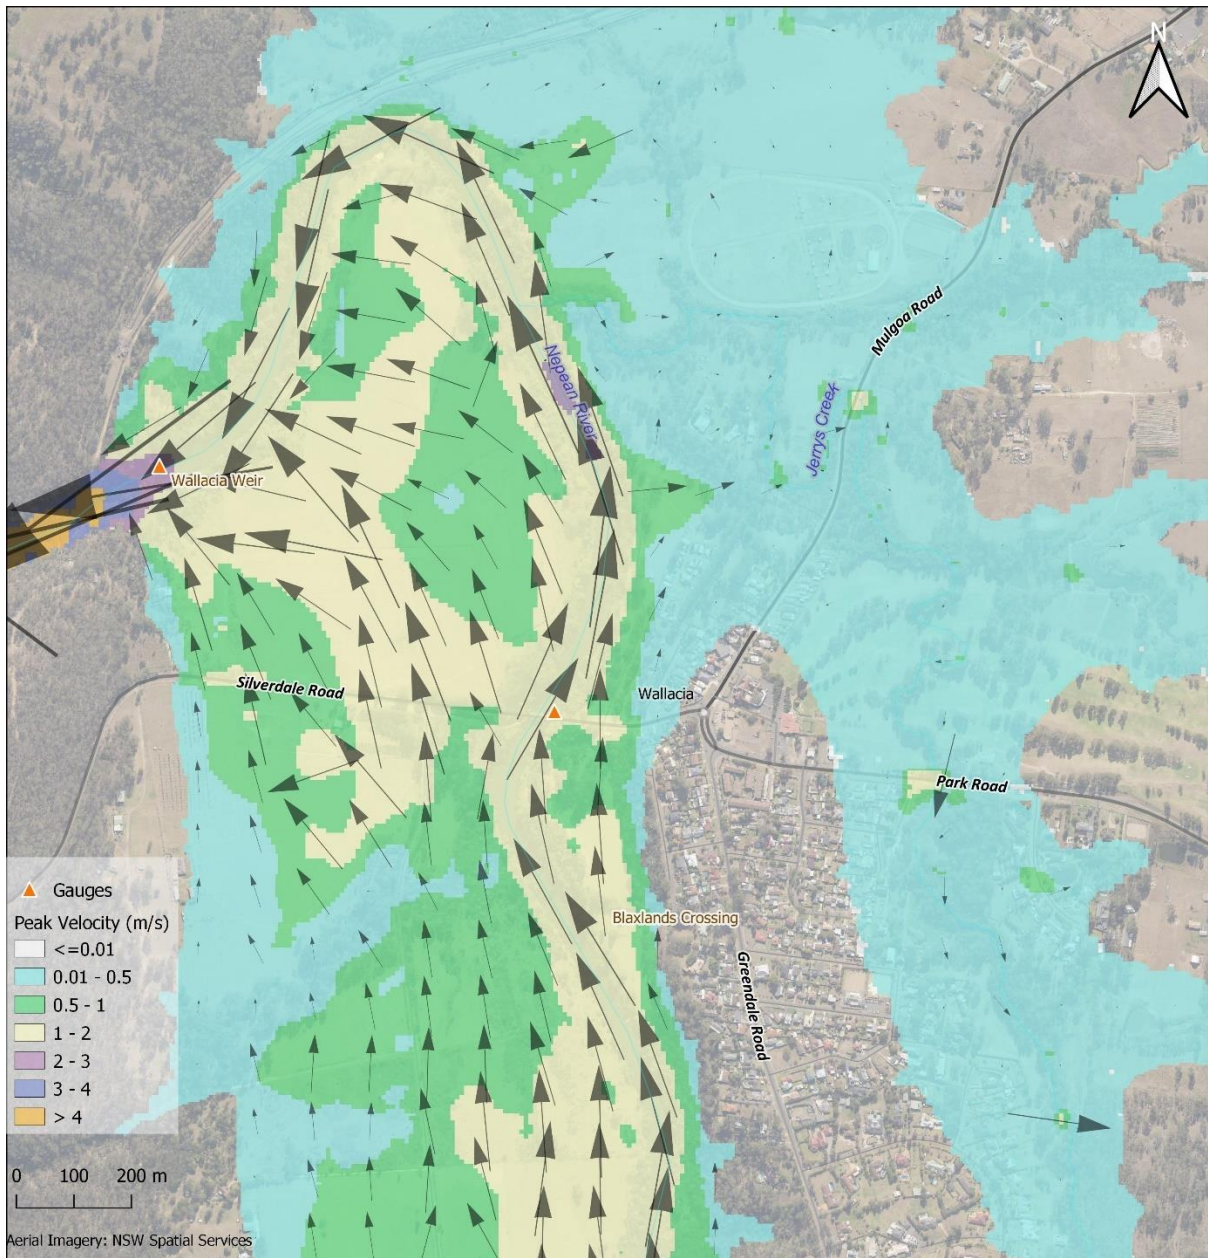 N
Mulgoa Road
Nepean River
Jerrys Creek
Wallacia Weir
Silverdale Road
Wallacia
Park Road
Blaxlands Crossing
Greendale Road
Gauges
Peak Velocity (m/s)
<=0.01
0.01 - 0.5
0.5 - 1
1 - 2
2 - 3
3 - 4
> 4
0 100 200 m
Aerial Imagery: NSW Spatial Services